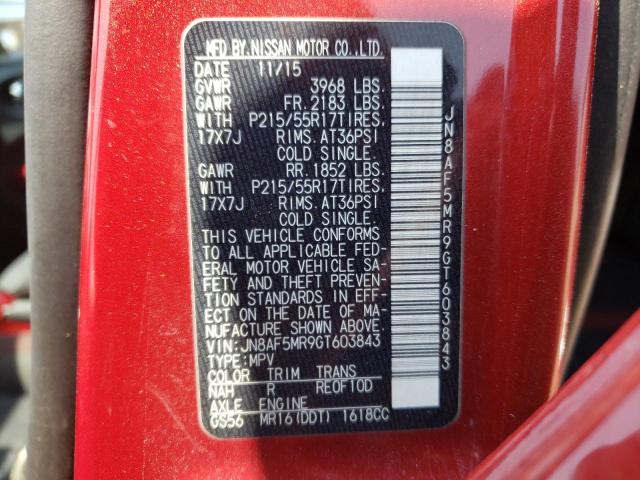 MFD BY NISSAN MOTOR CO.,LTD.
DATE 11/15
GVWR 3968 LBS.
GAWR FR. 2183 LBS.
WITH P215/55R17TIRES.
17X7J RIMS. AT36PSI
COLD SINGLE.
GAWR RR. 1852 LBS.
WITH P215/55R17TIRES.
17X7J RIMS. AT36PSI
COLD SINGLE.
THIS VEHICLE CONFORMS
TO ALL APPLICABLE FED-
ERAL MOTOR VEHICLE SA-
FETY AND THEFT PREVEN-
TION STANDARDS IN EFF-
ECT ON THE DATE OF MA-
NUFACTURE SHOWN ABOVE.
VIN:JN8AF5MR9GT603843
TYPE:MPV
COLOR TRIM TRANS
NAH R RE0F10D
AXLE ENGINE
GS56 MR16(DDT) 1618CC
JN8AF5MR9GT603843